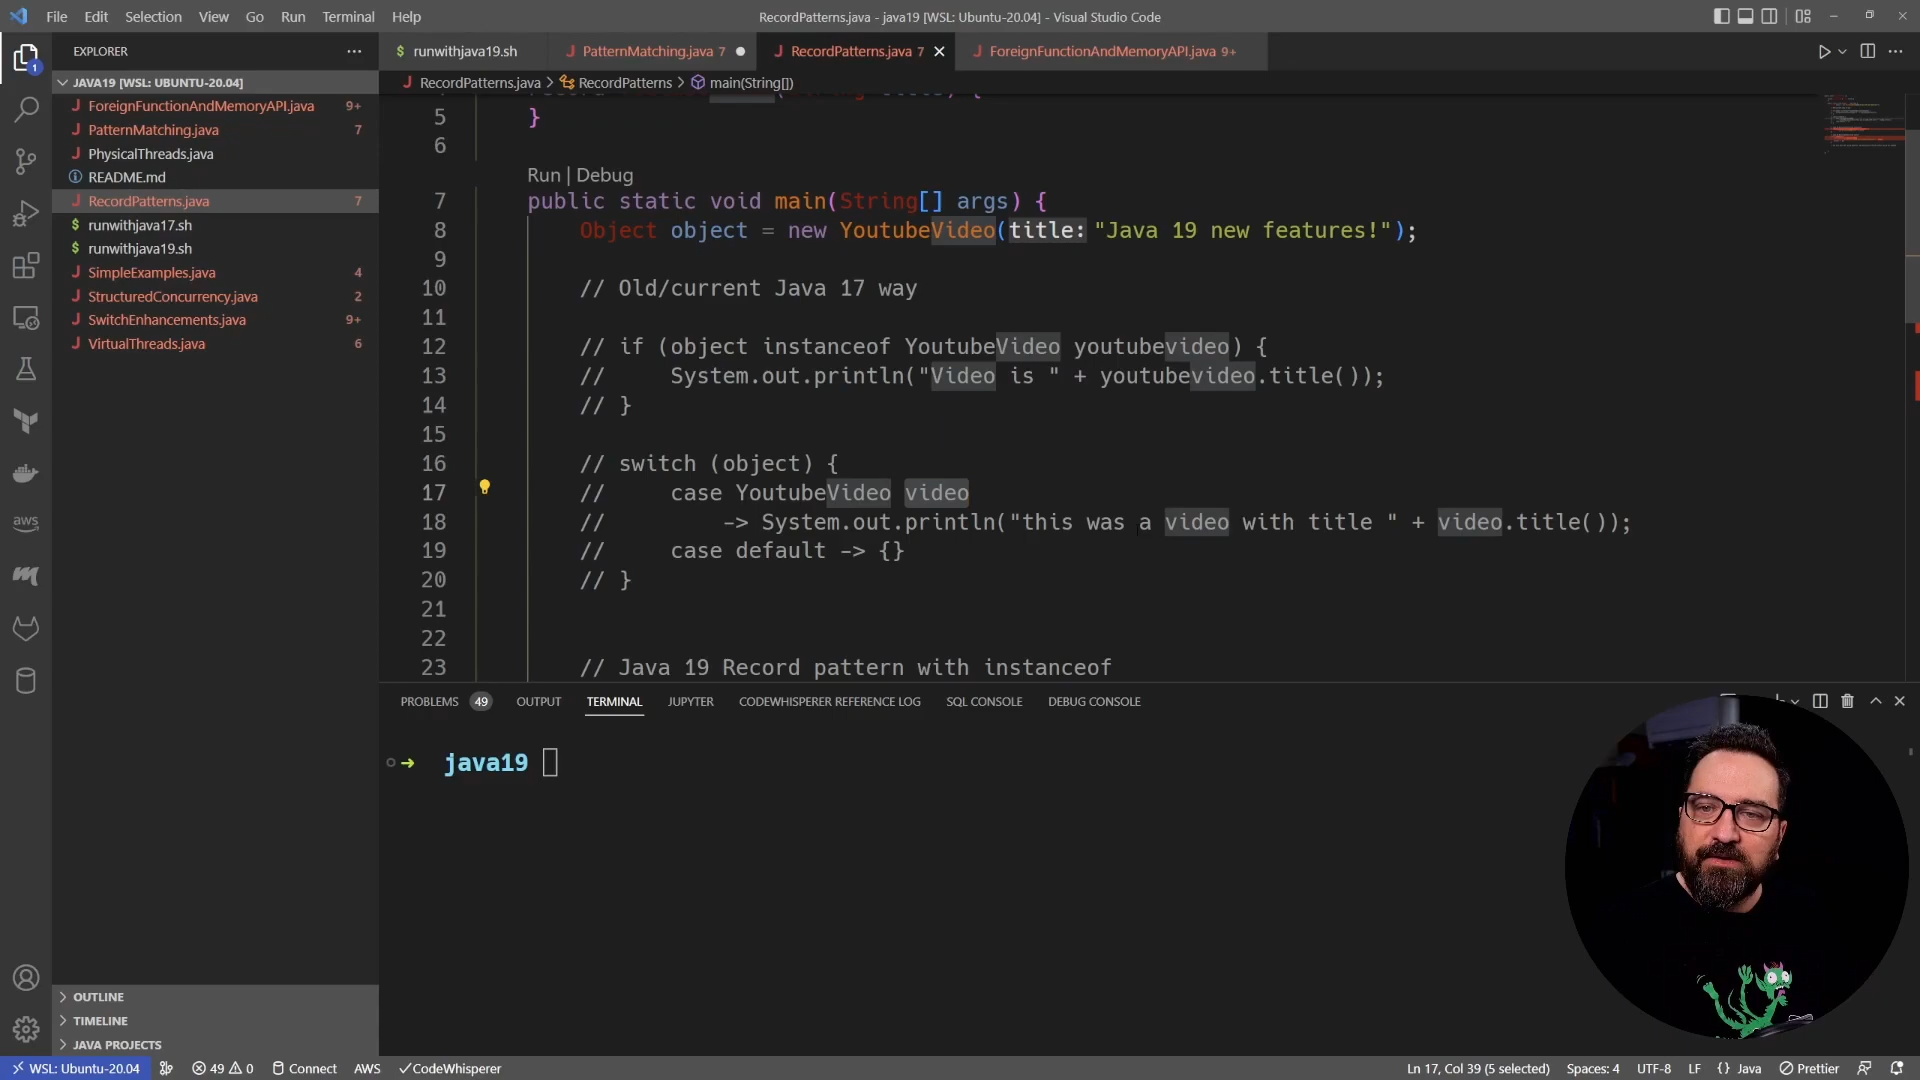 File Edit Selection View Go Run Terminal Help
RecordPatterns.java - java19 [WSL: Ubuntu-20.04] - Visual Studio Code
EXPLORER
runwithjava19.sh
PatternMatching.java 7
RecordPatterns.java 7
ForeignFunctionAndMemoryAPI.java 9+
RecordPatterns.java > RecordPatterns > main(String[])
JAVA19 [WSL: UBUNTU-20.04]
ForeignFunctionAndMemoryAPI.java 9+
PatternMatching.java 7
PhysicalThreads.java
README.md
RecordPatterns.java 7
runwithjava17.sh
runwithjava19.sh
SimpleExamples.java 4
StructuredConcurrency.java 2
SwitchEnhancements.java 9+
VirtualThreads.java 6
OUTLINE
TIMELINE
JAVA PROJECTS
5 }
6
Run | Debug
7 public static void main(String[] args) {
8 Object object = new YoutubeVideo(title: "Java 19 new features!");
9
10 // Old/current Java 17 way
11
12 // if (object instanceof YoutubeVideo youtubevideo) {
13 // System.out.println("Video is " + youtubevideo.title());
14 // }
15
16 // switch (object) {
17 // case YoutubeVideo video
18 // -> System.out.println("this was a video with title " + video.title());
19 // case default -> {}
20 // }
21
22
23 // Java 19 Record pattern with instanceof
PROBLEMS 49 OUTPUT TERMINAL JUPYTER CODEWHISPERER REFERENCE LOG SQL CONSOLE DEBUG CONSOLE
→ java19
aws
1
WSL: Ubuntu-20.04 49 0 Connect AWS ✓CodeWhisperer Ln 17, Col 39 (5 selected) Spaces: 4 UTF-8 LF {} Java Prettier